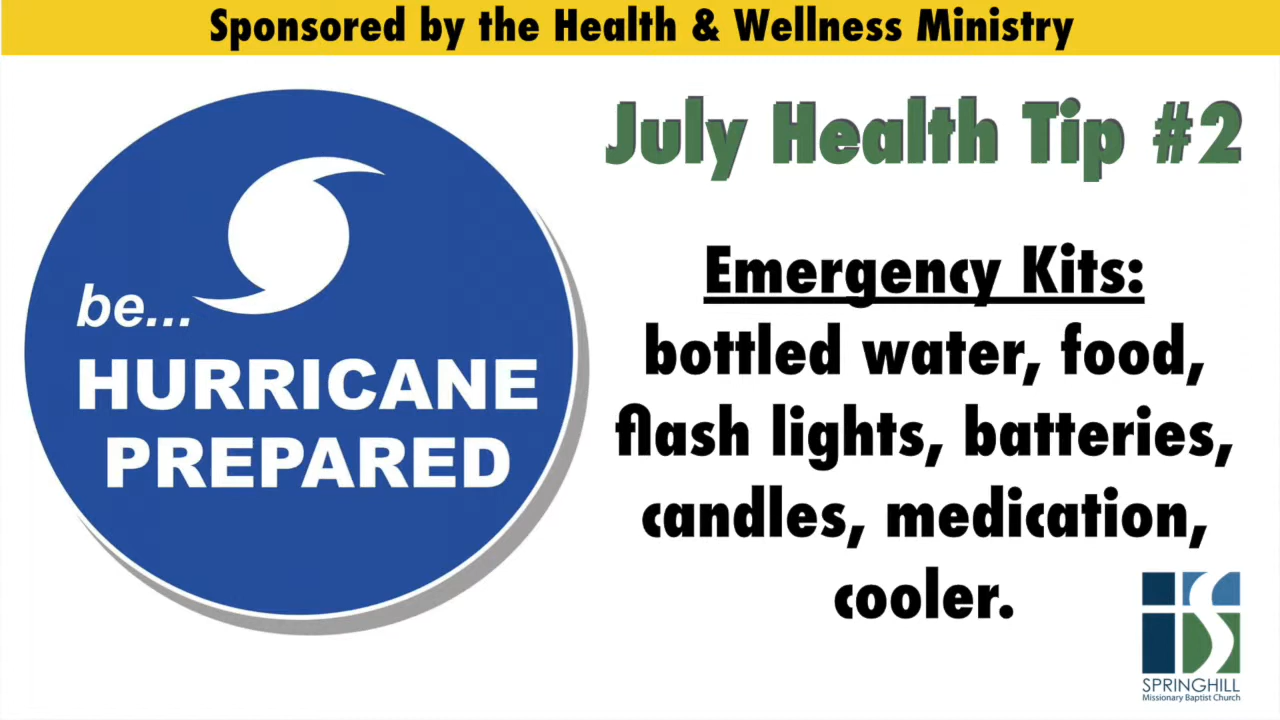 Sponsored by the Health & Wellness Ministry
be...
HURRICANE
PREPARED
July Health Tip #2
Emergency Kits:
bottled water, food,
flash lights, batteries,
candles, medication,
cooler.
SPRINGHILL
Missionary Baptist Church